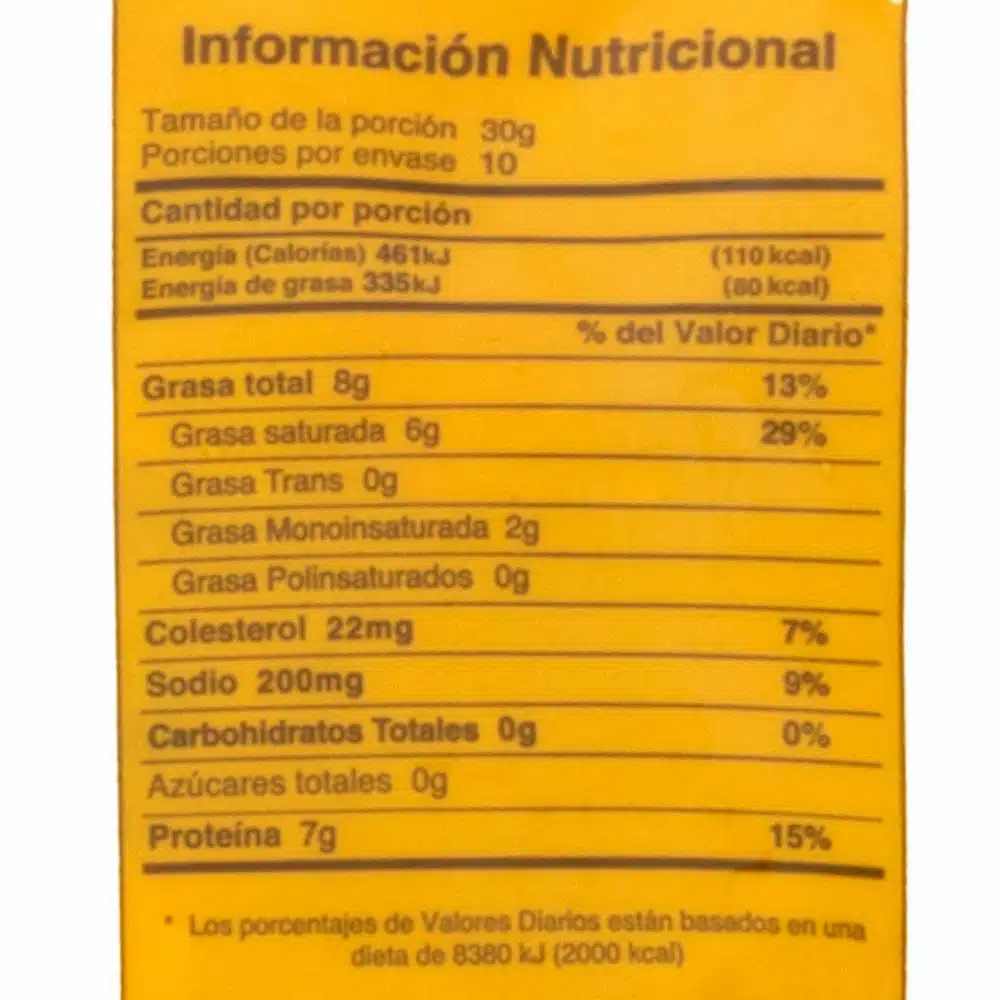 Información Nutricional
Tamaño de la porción 30g
Porciones por envase 10
Cantidad por porción
Energía (Calorías) 461kJ (110 kcal)
Energía de grasa 335kJ (80 kcal)
% del Valor Diario*
Grasa total 8g 13%
Grasa saturada 6g 29%
Grasa Trans 0g
Grasa Monoinsaturada 2g
Grasa Polinsaturados 0g
Colesterol 22mg 7%
Sodio 200mg 9%
Carbohidratos Totales 0g 0%
Azúcares totales 0g
Proteína 7g 15%
* Los porcentajes de Valores Diarios están basados en una
dieta de 8380 kJ (2000 kcal)